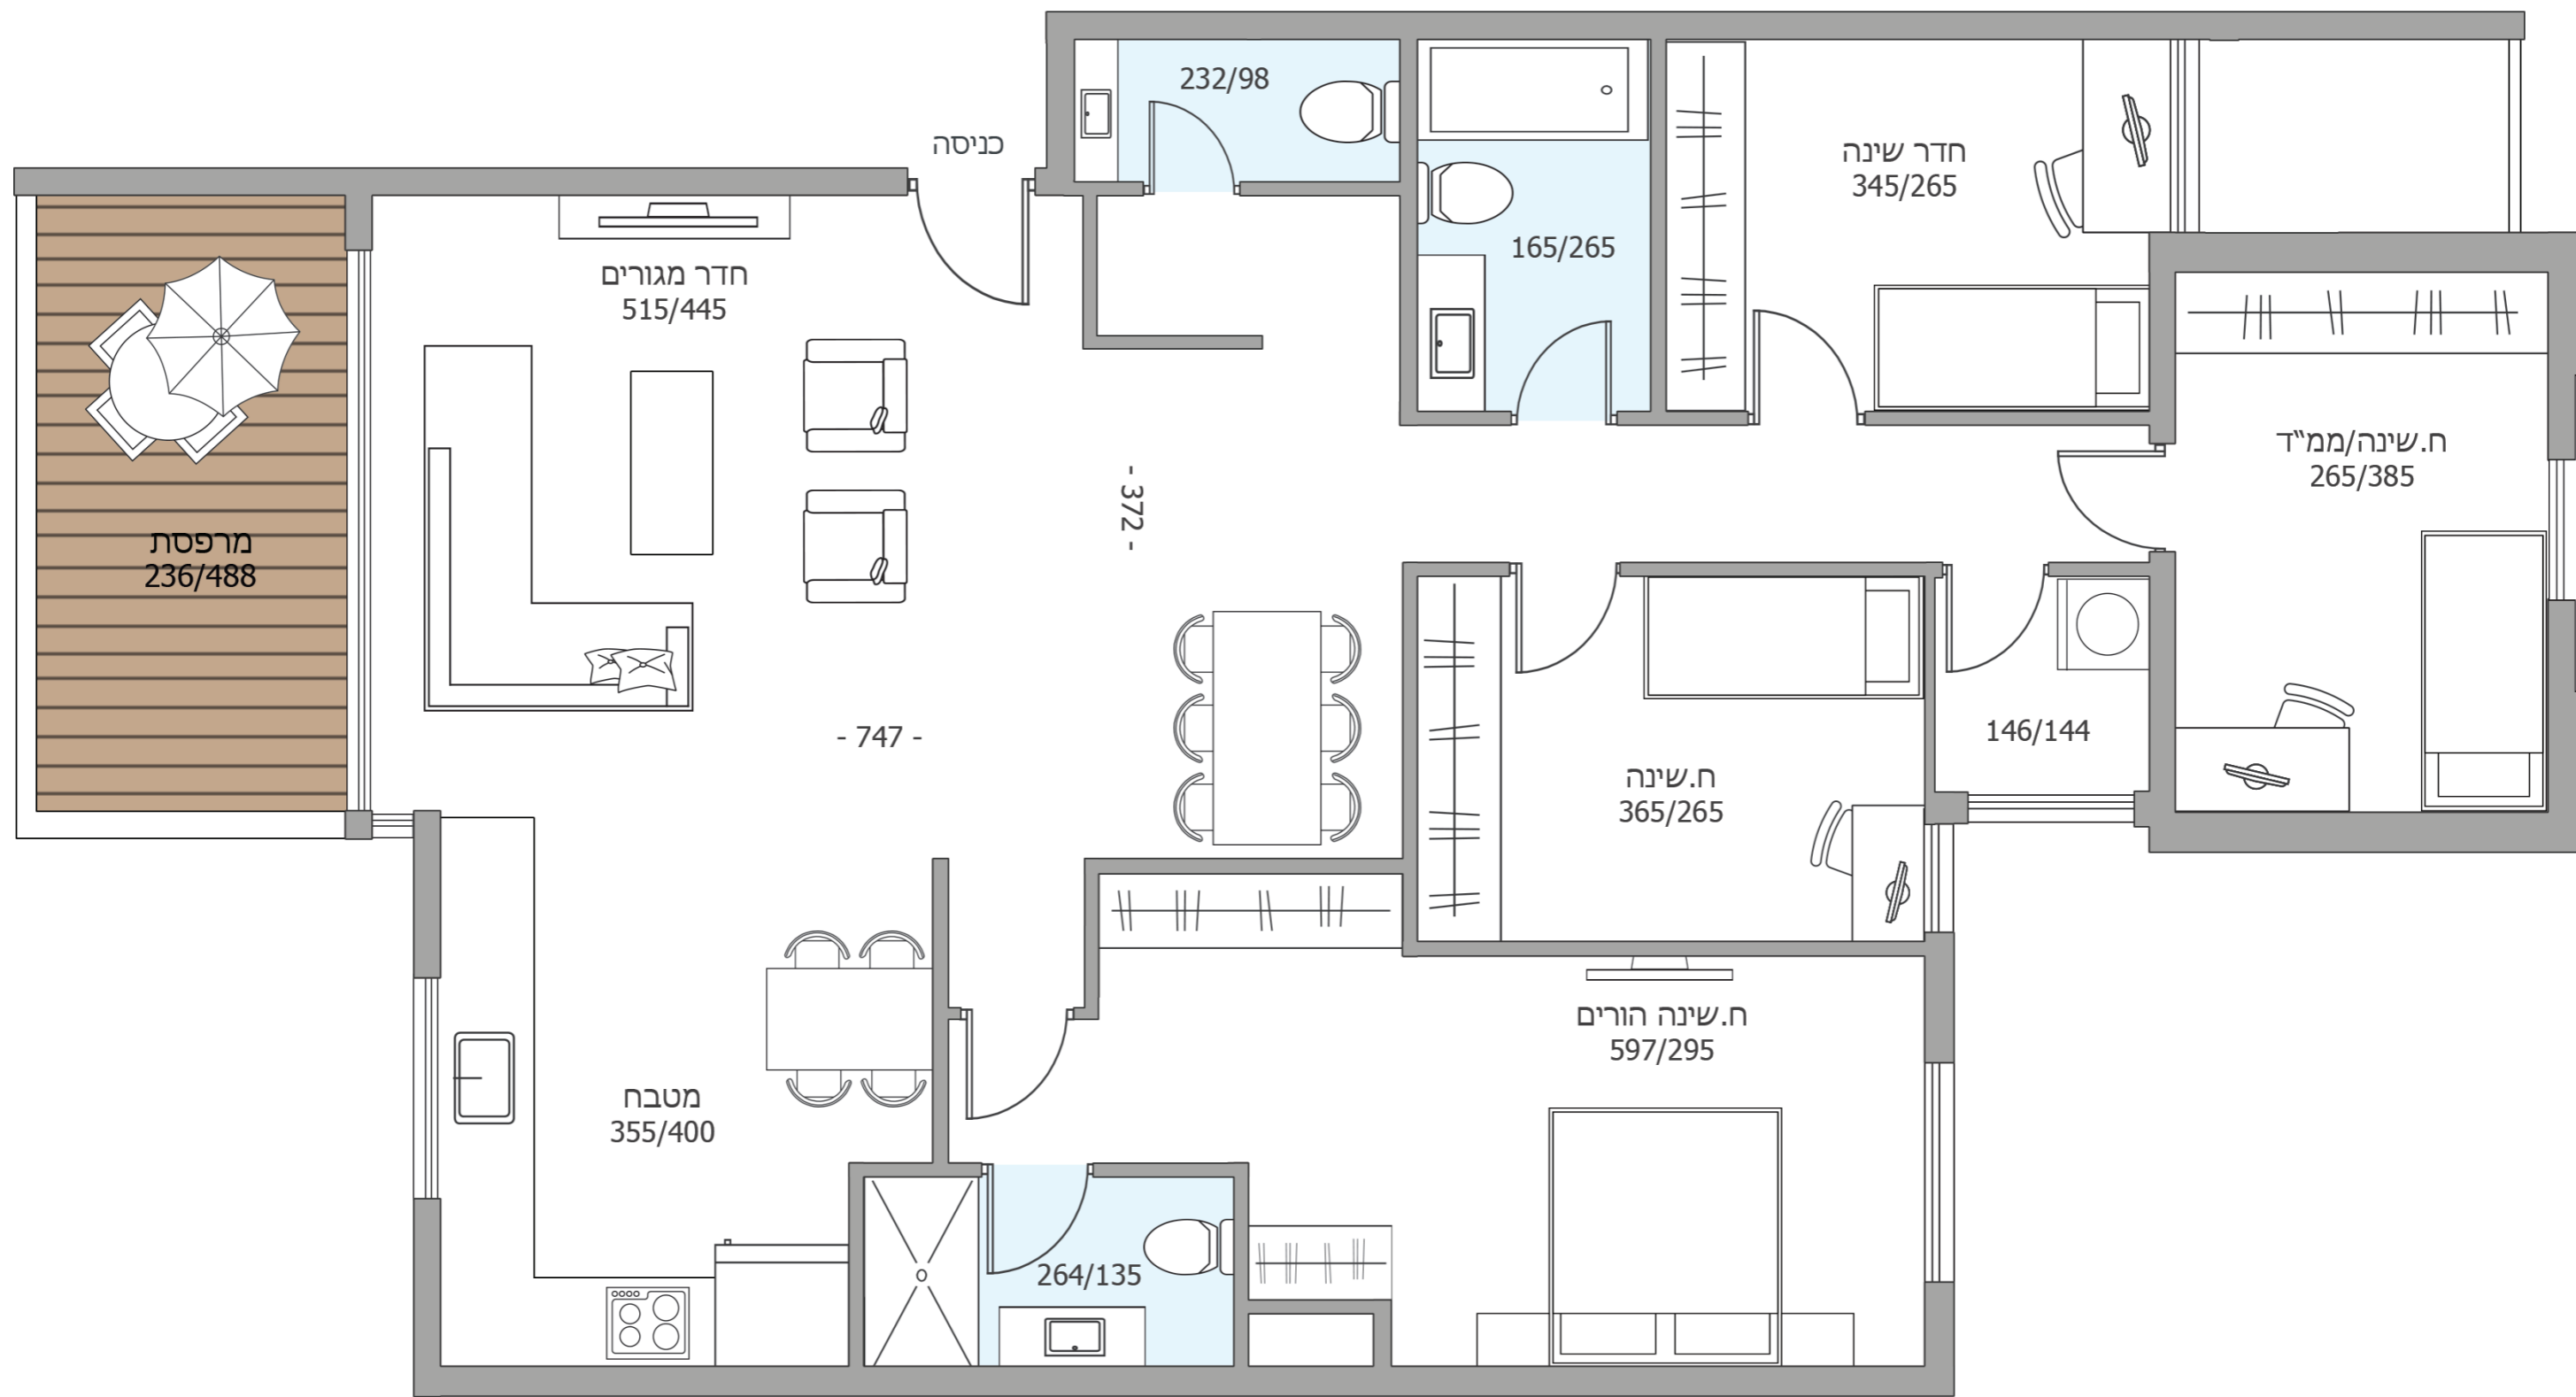 232/98
כניסה
חדר שינה
345/265
165/265
חדר מגורים
515/445
ח.שינה/ממ"ד
265/385
- 372 -
מרפסת
236/488
- 747 -
146/144
ח.שינה
365/265
ח.שינה הורים
597/295
מטבח
355/400
264/135